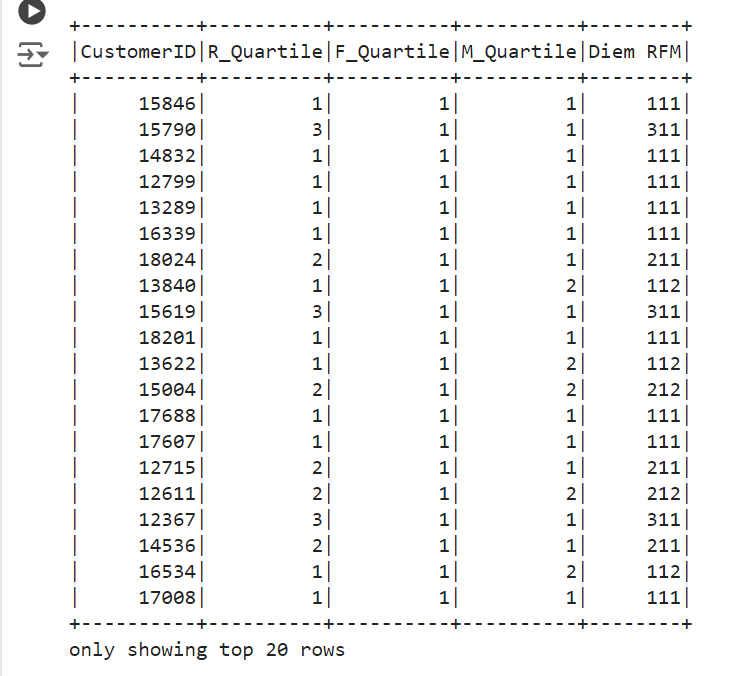 +----------+----------+----------+----------+--------+
|CustomerID|R_Quartile|F_Quartile|M_Quartile|Diem RFM|
+----------+----------+----------+----------+--------+
|     15846|         1|         1|         1|     111|
|     15790|         3|         1|         1|     311|
|     14832|         1|         1|         1|     111|
|     12799|         1|         1|         1|     111|
|     13289|         1|         1|         1|     111|
|     16339|         1|         1|         1|     111|
|     18024|         2|         1|         1|     211|
|     13840|         1|         1|         2|     112|
|     15619|         3|         1|         1|     311|
|     18201|         1|         1|         1|     111|
|     13622|         1|         1|         2|     112|
|     15004|         2|         1|         2|     212|
|     17688|         1|         1|         1|     111|
|     17607|         1|         1|         1|     111|
|     12715|         2|         1|         1|     211|
|     12611|         2|         1|         2|     212|
|     12367|         3|         1|         1|     311|
|     14536|         2|         1|         1|     211|
|     16534|         1|         1|         2|     112|
|     17008|         1|         1|         1|     111|
+----------+----------+----------+----------+--------+
only showing top 20 rows